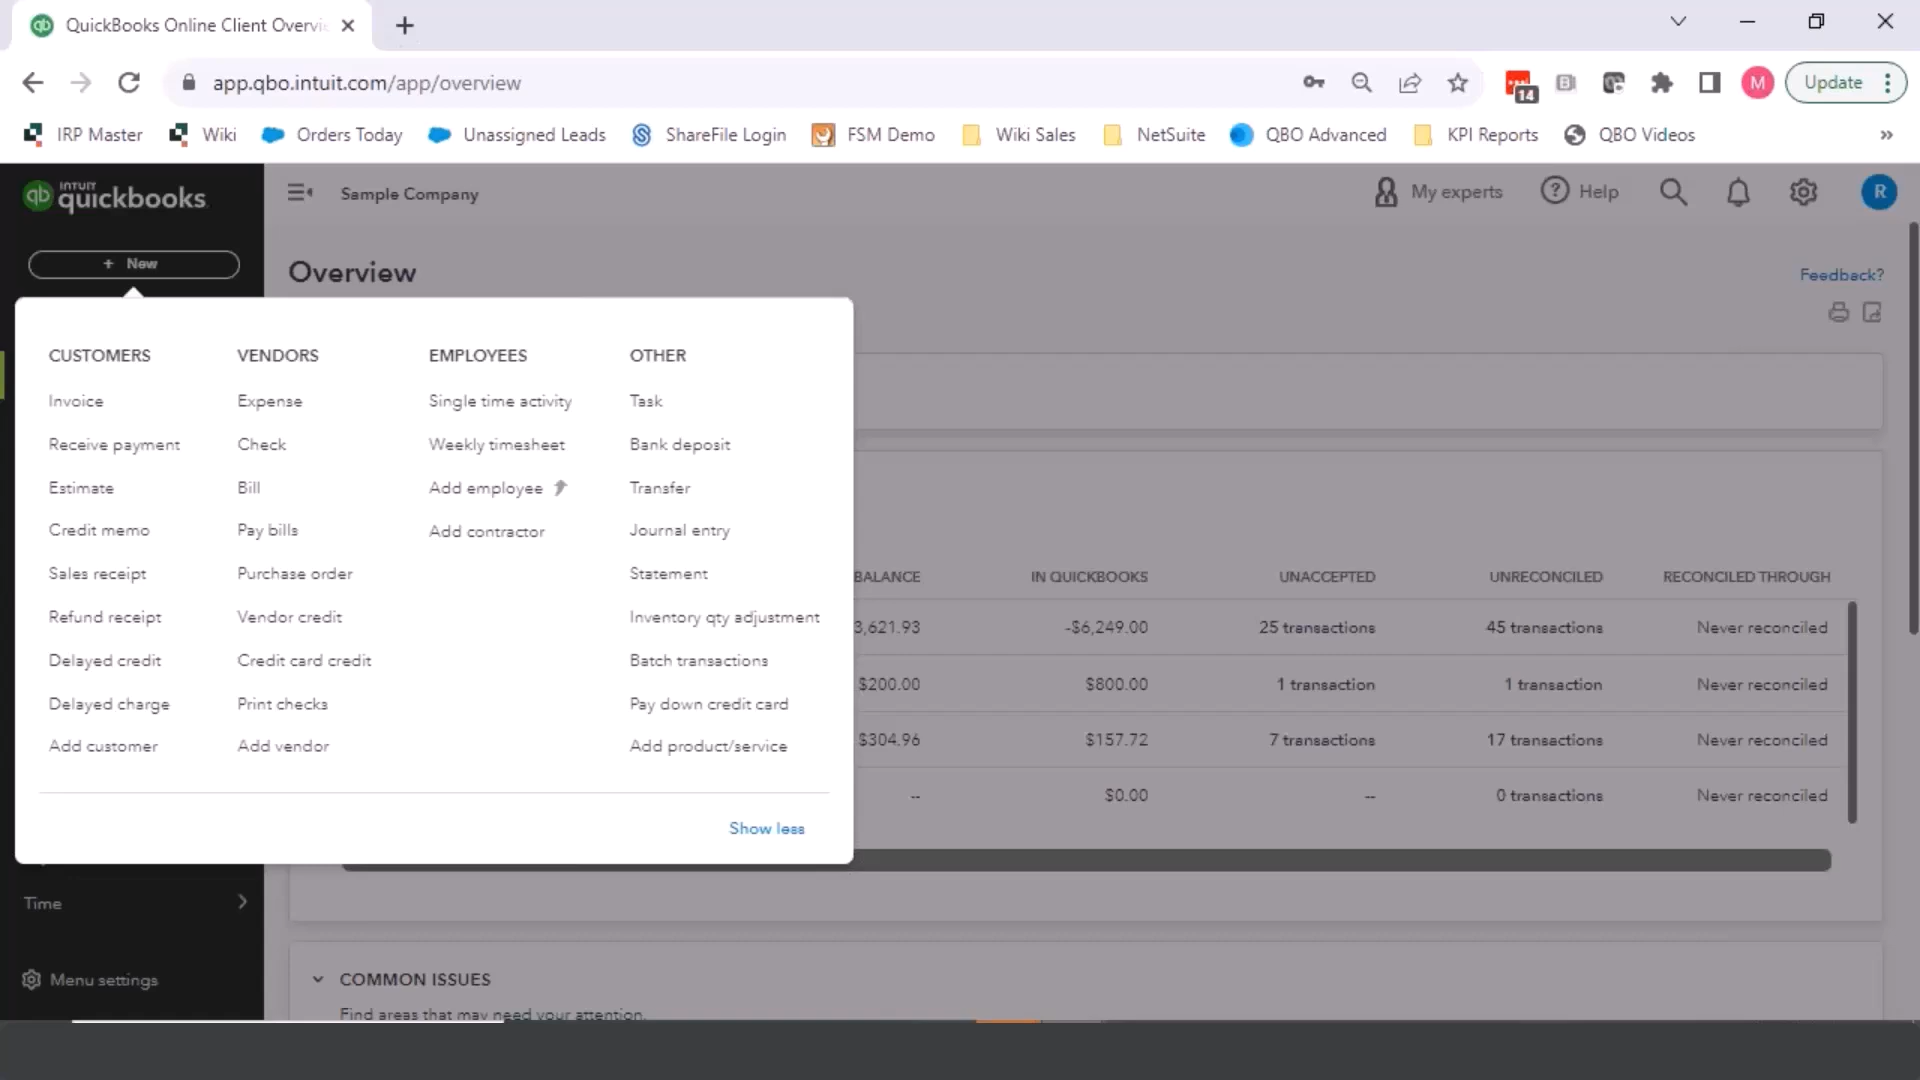 QuickBooks Online Client Overvi
app.qbo.intuit.com/app/overview
14
M
Update
IRP Master
Wiki
Orders Today
Unassigned Leads
ShareFile Login
FSM Demo
Wiki Sales
NetSuite
QBO Advanced
KPI Reports
QBO Videos
»
qb INTUIT quickbooks
Sample Company
My experts
Help
R
+ New
Overview
Feedback?
CUSTOMERS
Invoice
Receive payment
Estimate
Credit memo
Sales receipt
Refund receipt
Delayed credit
Delayed charge
Add customer
VENDORS
Expense
Check
Bill
Pay bills
Purchase order
Vendor credit
Credit card credit
Print checks
Add vendor
EMPLOYEES
Single time activity
Weekly timesheet
Add employee
Add contractor
OTHER
Task
Bank deposit
Transfer
Journal entry
Statement
Inventory qty adjustment
Batch transactions
Pay down credit card
Add product/service
Show less
BALANCE IN QUICKBOOKS UNACCEPTED UNRECONCILED RECONCILED THROUGH
3,621.93 -$6,249.00 25 transactions 45 transactions Never reconciled
$200.00 $800.00 1 transaction 1 transaction Never reconciled
$304.96 $157.72 7 transactions 17 transactions Never reconciled
-- $0.00 -- 0 transactions Never reconciled
Time
Menu settings
COMMON ISSUES
Find areas that may need your attention.